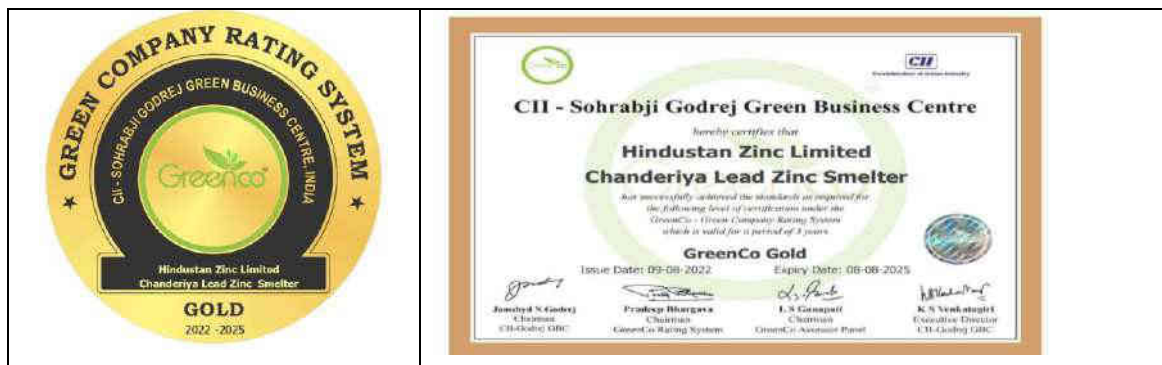 GREEN COMPANY RATING SYSTEM
CII - SOHRABJI GODREJ GREEN BUSINESS CENTRE, INDIA
Greenco
Hindustan Zinc Limited
Chanderiya Lead Zinc Smelter
GOLD
2022 -2025
CII
Confederation of Indian Industry
CII - Sohrabji Godrej Green Business Centre
hereby certifies that
Hindustan Zinc Limited
Chanderiya Lead Zinc Smelter
has successfully achieved the standards as required for
the following level of certification under the
GreenCo - Green Company Rating System
which is valid for a period of 3 years
GreenCo Gold
Issue Date: 09-08-2022 Expiry Date: 08-08-2025
Jamshyd N Godrej
Chairman
CII-Godrej GBC
Pradeep Bhargava
Chairman
GreenCo Rating System
L S Ganapati
Chairman
GreenCo Assessor Panel
K S Venkatagiri
Executive Director
CII-Godrej GBC